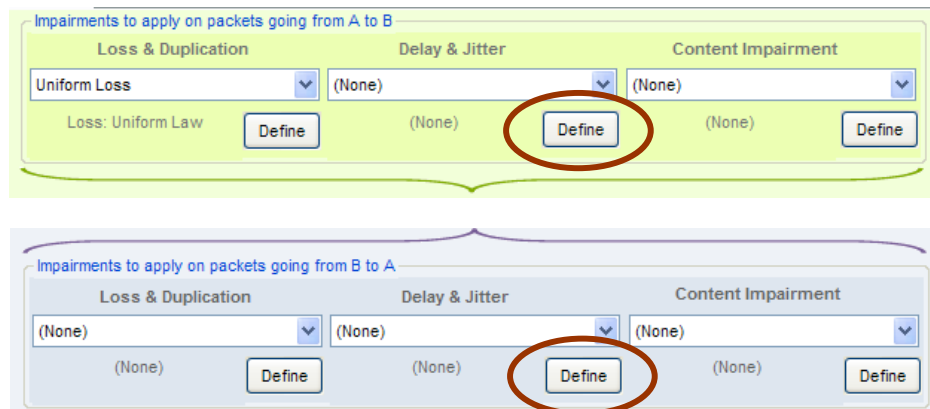 Impairments to apply on packets going from A to B
Loss & Duplication Delay & Jitter Content Impairment
Uniform Loss (None) (None)
Loss: Uniform Law Define (None) Define (None) Define
Impairments to apply on packets going from B to A
Loss & Duplication Delay & Jitter Content Impairment
(None) (None) (None)
(None) Define (None) Define (None) Define